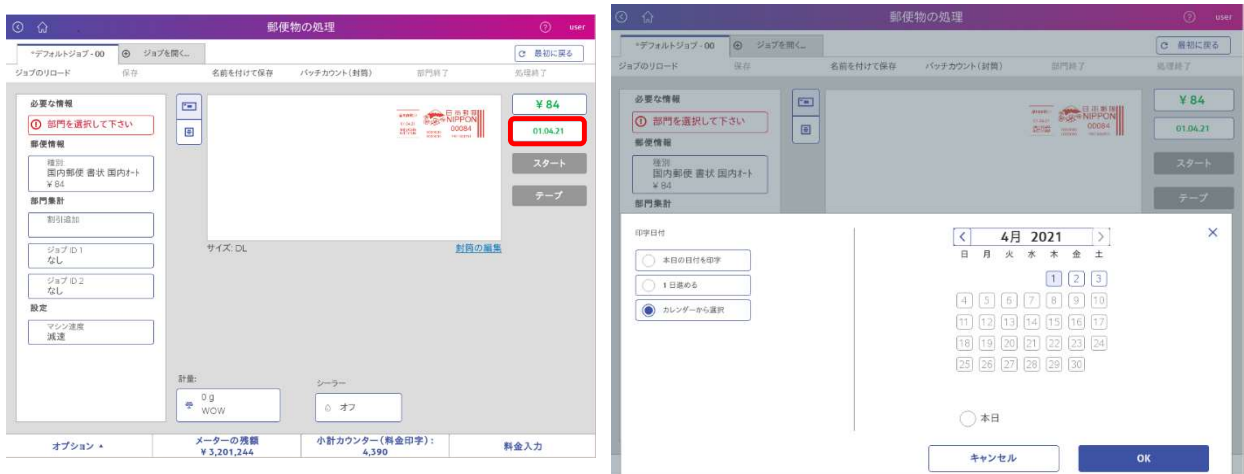 郵便物の処理
user
*デフォルトジョブ - 00
ジョブを開く...
最初に戻る
ジョブのリロード
保存
名前を付けて保存
バッチカウント(封筒)
部門終了
処理終了
必要な情報
部門を選択して下さい
郵便情報
種別:
国内郵便 書状 国内ｵｰﾄ
¥ 84
部門集計
割引追加
ジョブ ID 1
なし
ジョブ ID 2
なし
設定
マシン速度
減速
日本郵便
NIPPON
00084
¥ 84
01.04.21
スタート
テープ
サイズ: DL
封筒の編集
計量:
0 g
WOW
シーラー
オフ
オプション
メーターの残額
¥ 3,201,244
小計カウンター(料金印字):
4,390
料金入力
郵便物の処理
user
*デフォルトジョブ - 00
ジョブを開く...
最初に戻る
ジョブのリロード
保存
名前を付けて保存
バッチカウント(封筒)
部門終了
処理終了
必要な情報
部門を選択して下さい
郵便情報
種別
国内郵便 書状 国内ｵｰﾄ
¥ 84
部門集計
日本郵便
NIPPON
00084
¥ 84
01.04.21
スタート
テープ
印字日付
本日の日付を印字
1 日進める
カレンダーから選択
4月 2021
日 月 火 水 木 金 土
1 2 3
4 5 6 7 8 9 10
11 12 13 14 15 16 17
18 19 20 21 22 23 24
25 26 27 28 29 30
本日
キャンセル
OK